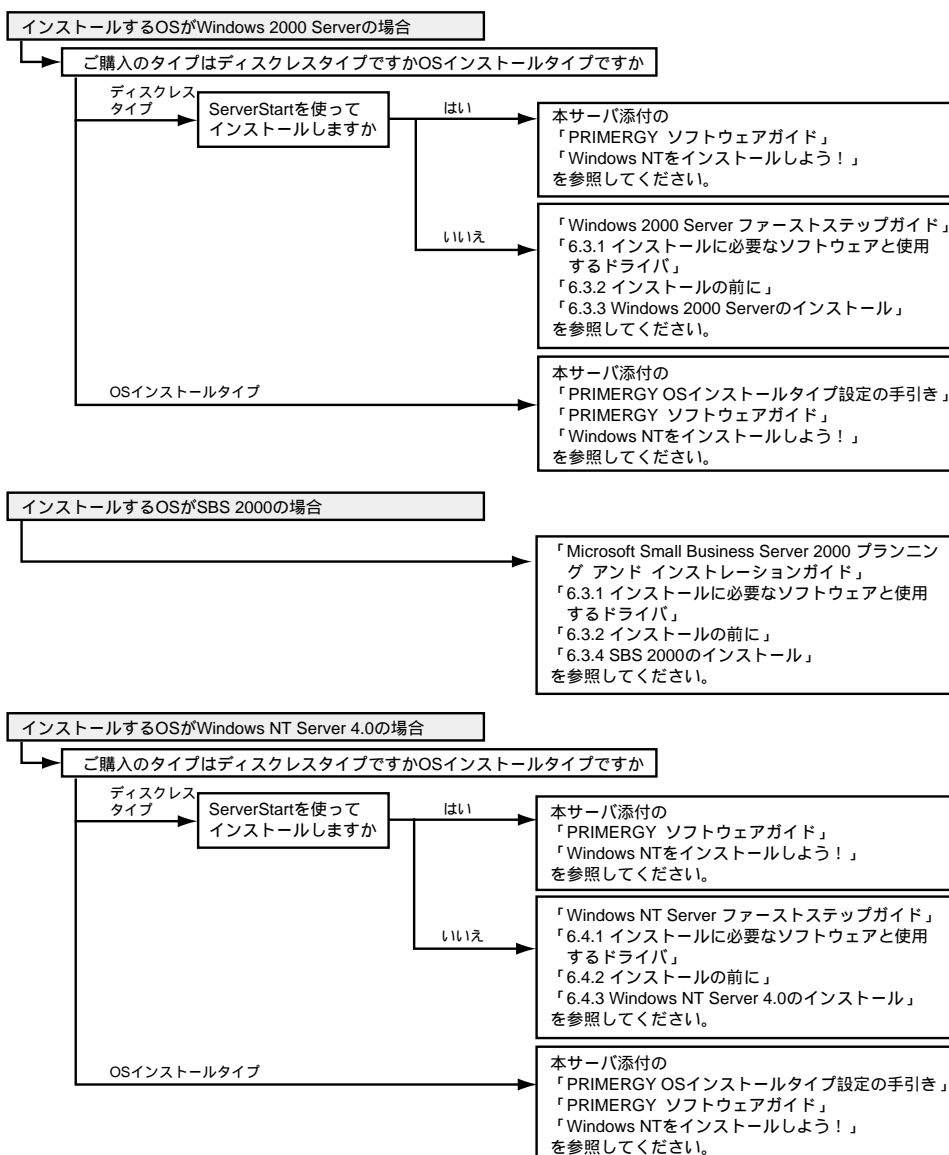 インストールするOSがWindows 2000 Serverの場合
ご購入のタイプはディスクレスタイプですかOSインストールタイプですか
ディスクレス
タイプ
ServerStartを使って
インストールしますか
はい
本サーバ添付の
「PRIMERGY ソフトウェアガイド」
「Windows NTをインストールしよう！」
を参照してください。
いいえ
「Windows 2000 Server ファーストステップガイド」
「6.3.1 インストールに必要なソフトウェアと使用
するドライバ」
「6.3.2 インストールの前に」
「6.3.3 Windows 2000 Serverのインストール」
を参照してください。
OSインストールタイプ
本サーバ添付の
「PRIMERGY OSインストールタイプ設定の手引き」
「PRIMERGY ソフトウェアガイド」
「Windows NTをインストールしよう！」
を参照してください。
インストールするOSがSBS 2000の場合
「Microsoft Small Business Server 2000 プランニン
グ アンド インストレーションガイド」
「6.3.1 インストールに必要なソフトウェアと使用
するドライバ」
「6.3.2 インストールの前に」
「6.3.4 SBS 2000のインストール」
を参照してください。
インストールするOSがWindows NT Server 4.0の場合
ご購入のタイプはディスクレスタイプですかOSインストールタイプですか
ディスクレス
タイプ
ServerStartを使って
インストールしますか
はい
本サーバ添付の
「PRIMERGY ソフトウェアガイド」
「Windows NTをインストールしよう！」
を参照してください。
いいえ
「Windows NT Server ファーストステップガイド」
「6.4.1 インストールに必要なソフトウェアと使用
するドライバ」
「6.4.2 インストールの前に」
「6.4.3 Windows NT Server 4.0のインストール」
を参照してください。
OSインストールタイプ
本サーバ添付の
「PRIMERGY OSインストールタイプ設定の手引き」
「PRIMERGY ソフトウェアガイド」
「Windows NTをインストールしよう！」
を参照してください。